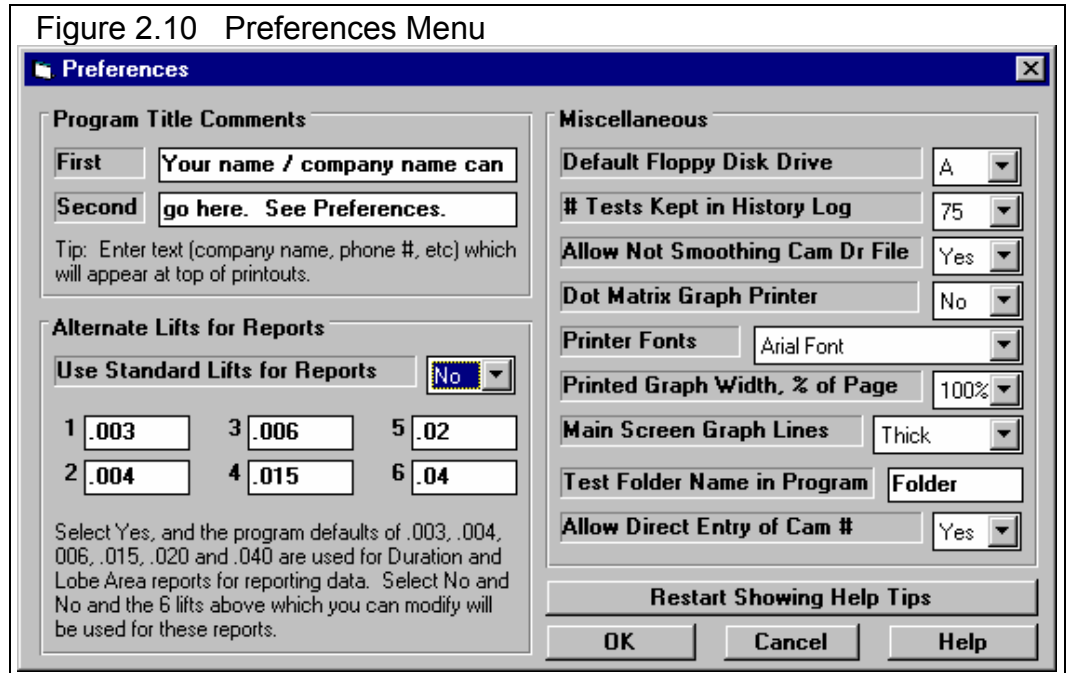 Figure 2.10   Preferences Menu
Preferences
Program Title Comments
First Your name / company name can
Second go here.  See Preferences.
Tip:  Enter text (company name, phone #, etc) which
will appear at top of printouts.
Alternate Lifts for Reports
Use Standard Lifts for Reports No
1 .003 3 .006 5 .02
2 .004 4 .015 6 .04
Select Yes, and the program defaults of .003, .004,
006, .015, .020 and .040 are used for Duration and
Lobe Area reports for reporting data.  Select No and
No and the 6 lifts above which you can modify will
be used for these reports.
Miscellaneous
Default Floppy Disk Drive A
# Tests Kept in History Log 75
Allow Not Smoothing Cam Dr File Yes
Dot Matrix Graph Printer No
Printer Fonts Arial Font
Printed Graph Width, % of Page 100%
Main Screen Graph Lines Thick
Test Folder Name in Program Folder
Allow Direct Entry of Cam # Yes
Restart Showing Help Tips
OK Cancel Help